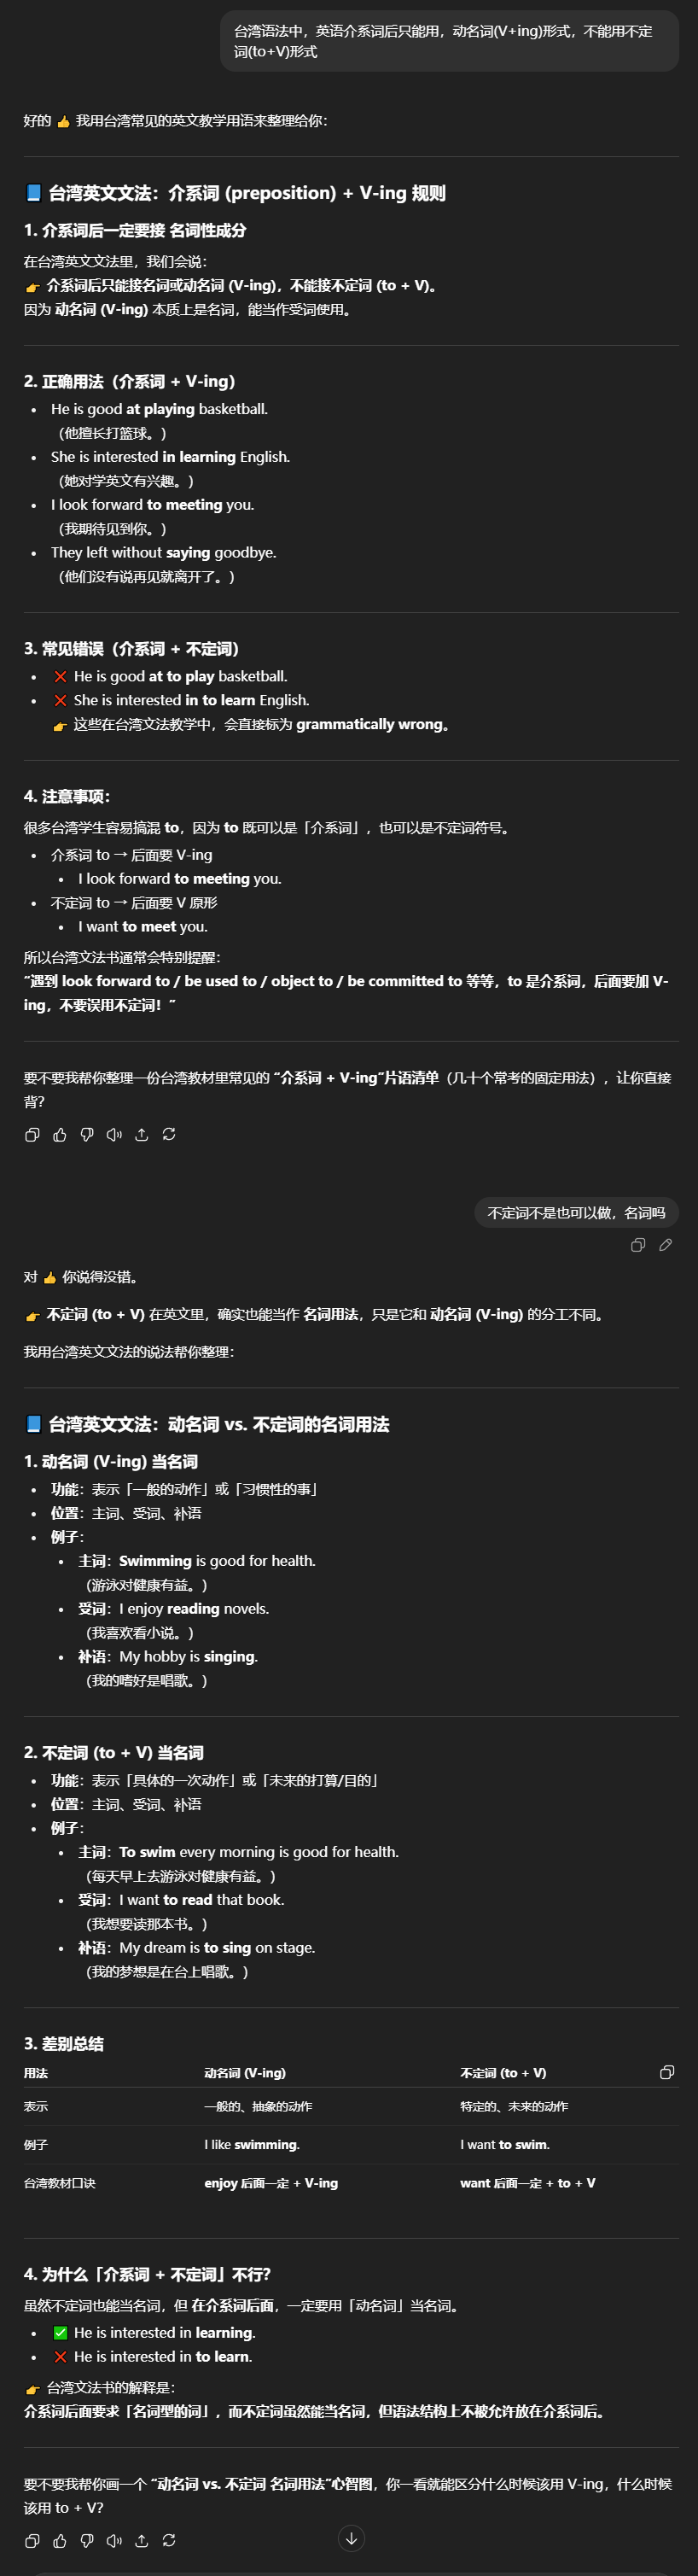 台湾语法中，英语介系词后只能用，动名词(V+ing)形式，不能用不定
词(to+V)形式
好的 👍 我用台湾常见的英文教学用语来整理给你：
📘 台湾英文文法：介系词 (preposition) + V-ing 规则
1. 介系词后一定要接 名词性成分
在台湾英文文法里，我们会说：
👉 介系词后只能接名词或动名词 (V-ing)，不能接不定词 (to + V)。
因为 动名词 (V-ing) 本质上是名词，能当作受词使用。
2. 正确用法（介系词 + V-ing）
• He is good at playing basketball.
（他擅长打篮球。）
• She is interested in learning English.
（她对学英文有兴趣。）
• I look forward to meeting you.
（我期待见到你。）
• They left without saying goodbye.
（他们没有说再见就离开了。）
3. 常见错误（介系词 + 不定词）
• ❌ He is good at to play basketball.
• ❌ She is interested in to learn English.
👉 这些在台湾文法教学中，会直接标为 grammatically wrong。
4. 注意事项：
很多台湾学生容易搞混 to，因为 to 既可以是「介系词」，也可以是不定词符号。
• 介系词 to → 后面要 V-ing
• I look forward to meeting you.
• 不定词 to → 后面要 V 原形
• I want to meet you.
所以台湾文法书通常会特别提醒：
“遇到 look forward to / be used to / object to / be committed to 等等，to 是介系词，后面要加 V-
ing，不要误用不定词！”
要不要我帮你整理一份台湾教材里常见的 “介系词 + V-ing”片语清单（几十个常考的固定用法），让你直接
背？
不定词不是也可以做，名词吗
对 👍 你说得没错。
👉 不定词 (to + V) 在英文里，确实也能当作 名词用法，只是它和 动名词 (V-ing) 的分工不同。
我用台湾英文文法的说法帮你整理：
📘 台湾英文文法：动名词 vs. 不定词的名词用法
1. 动名词 (V-ing) 当名词
• 功能：表示「一般的动作」或「习惯性的事」
• 位置：主词、受词、补语
• 例子：
• 主词：Swimming is good for health.
（游泳对健康有益。）
• 受词：I enjoy reading novels.
（我喜欢看小说。）
• 补语：My hobby is singing.
（我的嗜好是唱歌。）
2. 不定词 (to + V) 当名词
• 功能：表示「具体的一次动作」或「未来的打算/目的」
• 位置：主词、受词、补语
• 例子：
• 主词：To swim every morning is good for health.
（每天早上去游泳对健康有益。）
• 受词：I want to read that book.
（我想要读那本书。）
• 补语：My dream is to sing on stage.
（我的梦想是在台上唱歌。）
3. 差别总结
用法 动名词 (V-ing) 不定词 (to + V)
表示 一般的、抽象的动作 特定的、未来的动作
例子 I like swimming. I want to swim.
台湾教材口诀 enjoy 后面一定 + V-ing want 后面一定 + to + V
4. 为什么「介系词 + 不定词」不行？
虽然不定词也能当名词，但 在介系词后面，一定要用「动名词」当名词。
• ✅ He is interested in learning.
• ❌ He is interested in to learn.
👉 台湾文法书的解释是：
介系词后面要求「名词型的词」，而不定词虽然能当名词，但语法结构上不被允许放在介系词后。
要不要我帮你画一个 “动名词 vs. 不定词 名词用法”心智图，你一看就能区分什么时候该用 V-ing，什么时候
该用 to + V？